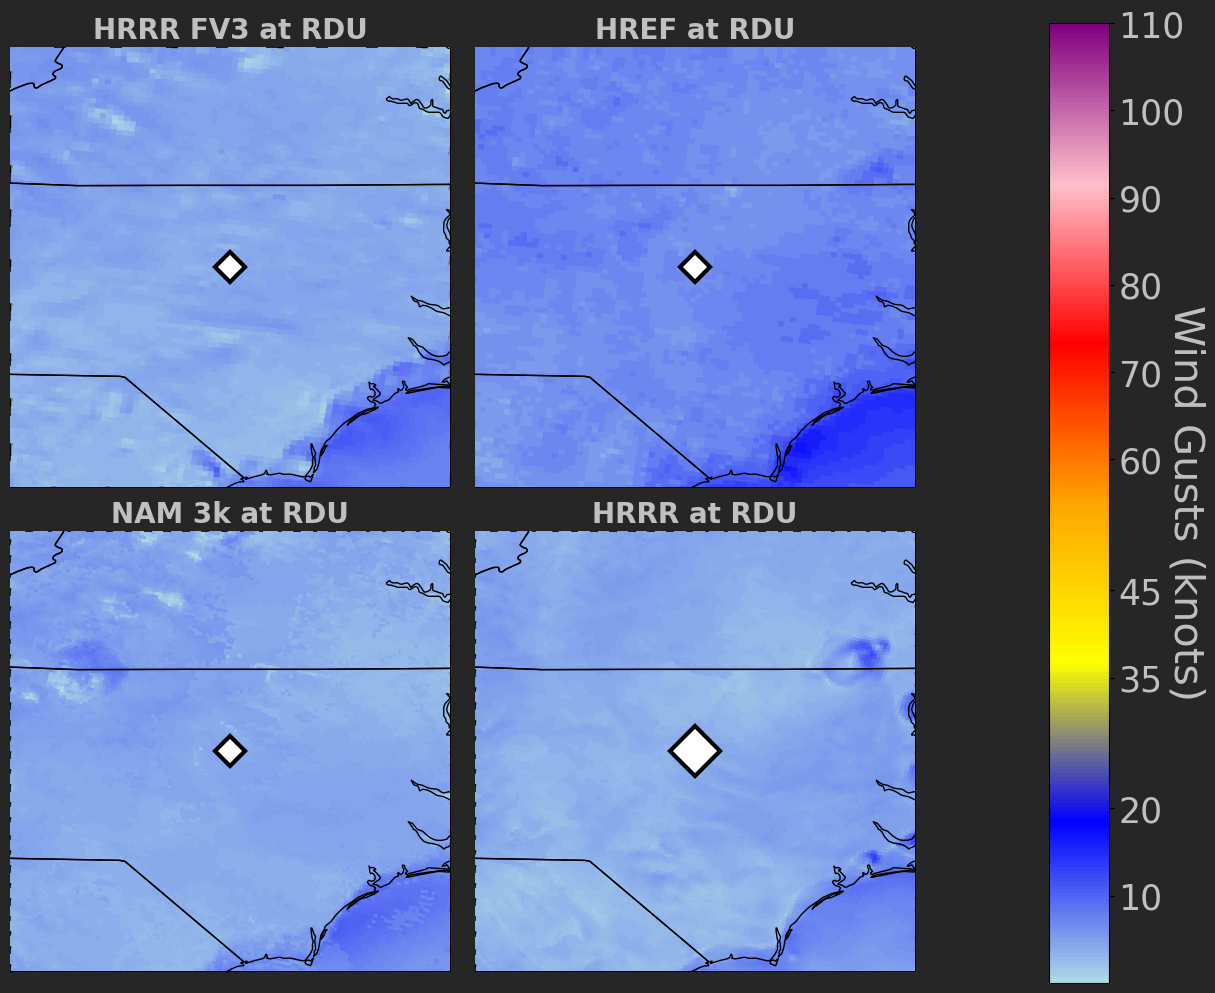 HRRR FV3 at RDU
HREF at RDU
NAM 3k at RDU
HRRR at RDU
110
100
90
80
70
60
45
35
20
10
Wind Gusts (knots)